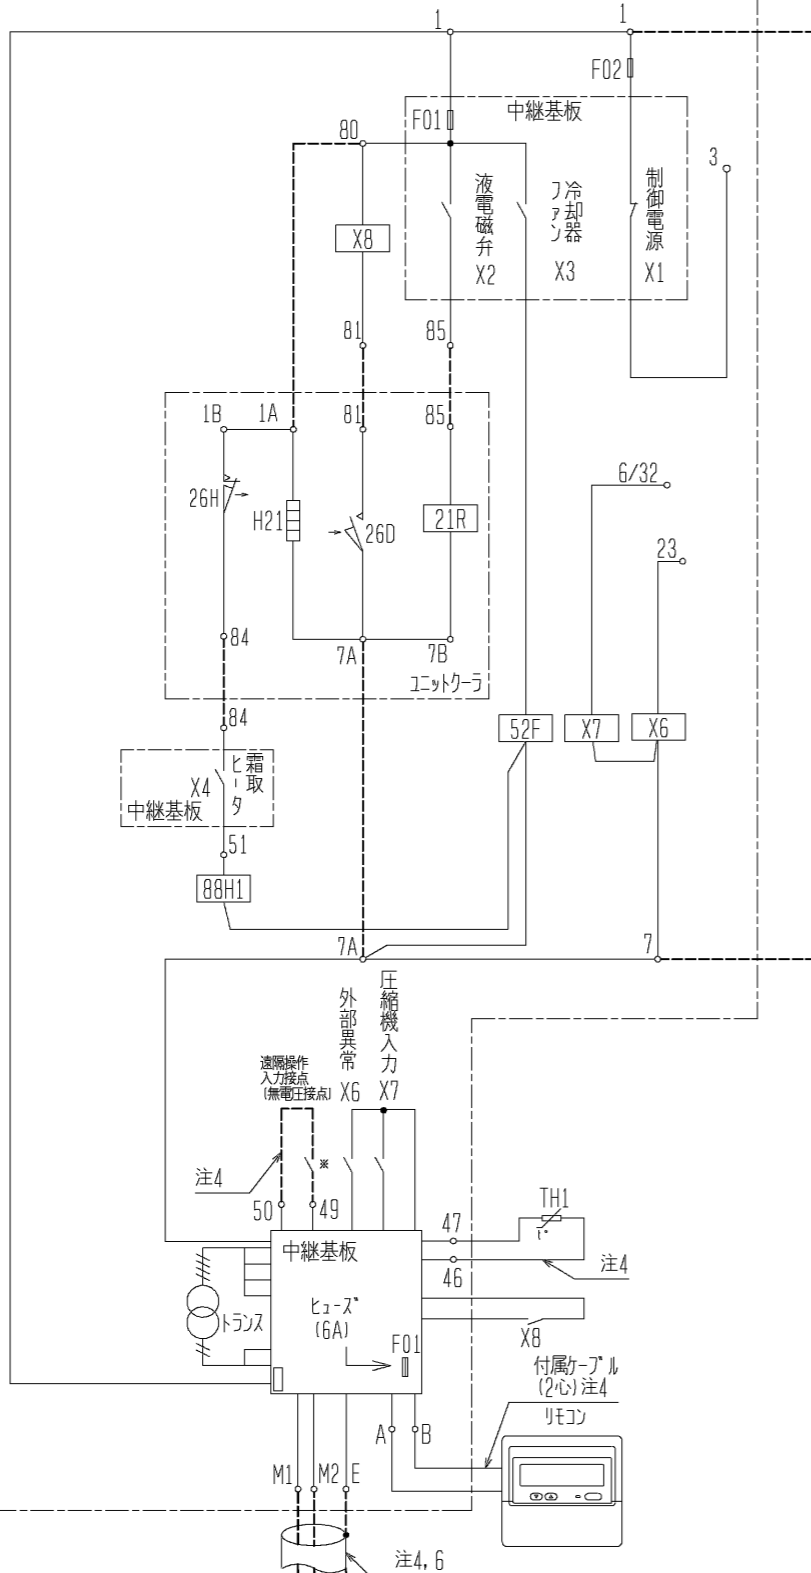 1
1
F02
中継基板
F01
80
3
液電磁弁
X2
冷却器
ファン
X3
制御電源
X1
X8
81
85
1B
1A
81
85
26H
H21
26D
21R
6/32
23
84
7A
7B
ユニットクーラ
84
52F
X7
X6
霜取
ヒータ
X4
中継基板
51
88H1
7A
7
外部異常
X6
圧縮機入力
X7
遠隔操作
入力接点
(無電圧接点)
※
注4
50
49
47
TH1
t°
中継基板
46
注4
トランス
ヒューズ
(6A)
F01
X8
付属ケーブル
(2心)注4
リモコン
A
B
M1
M2
E
注4,6